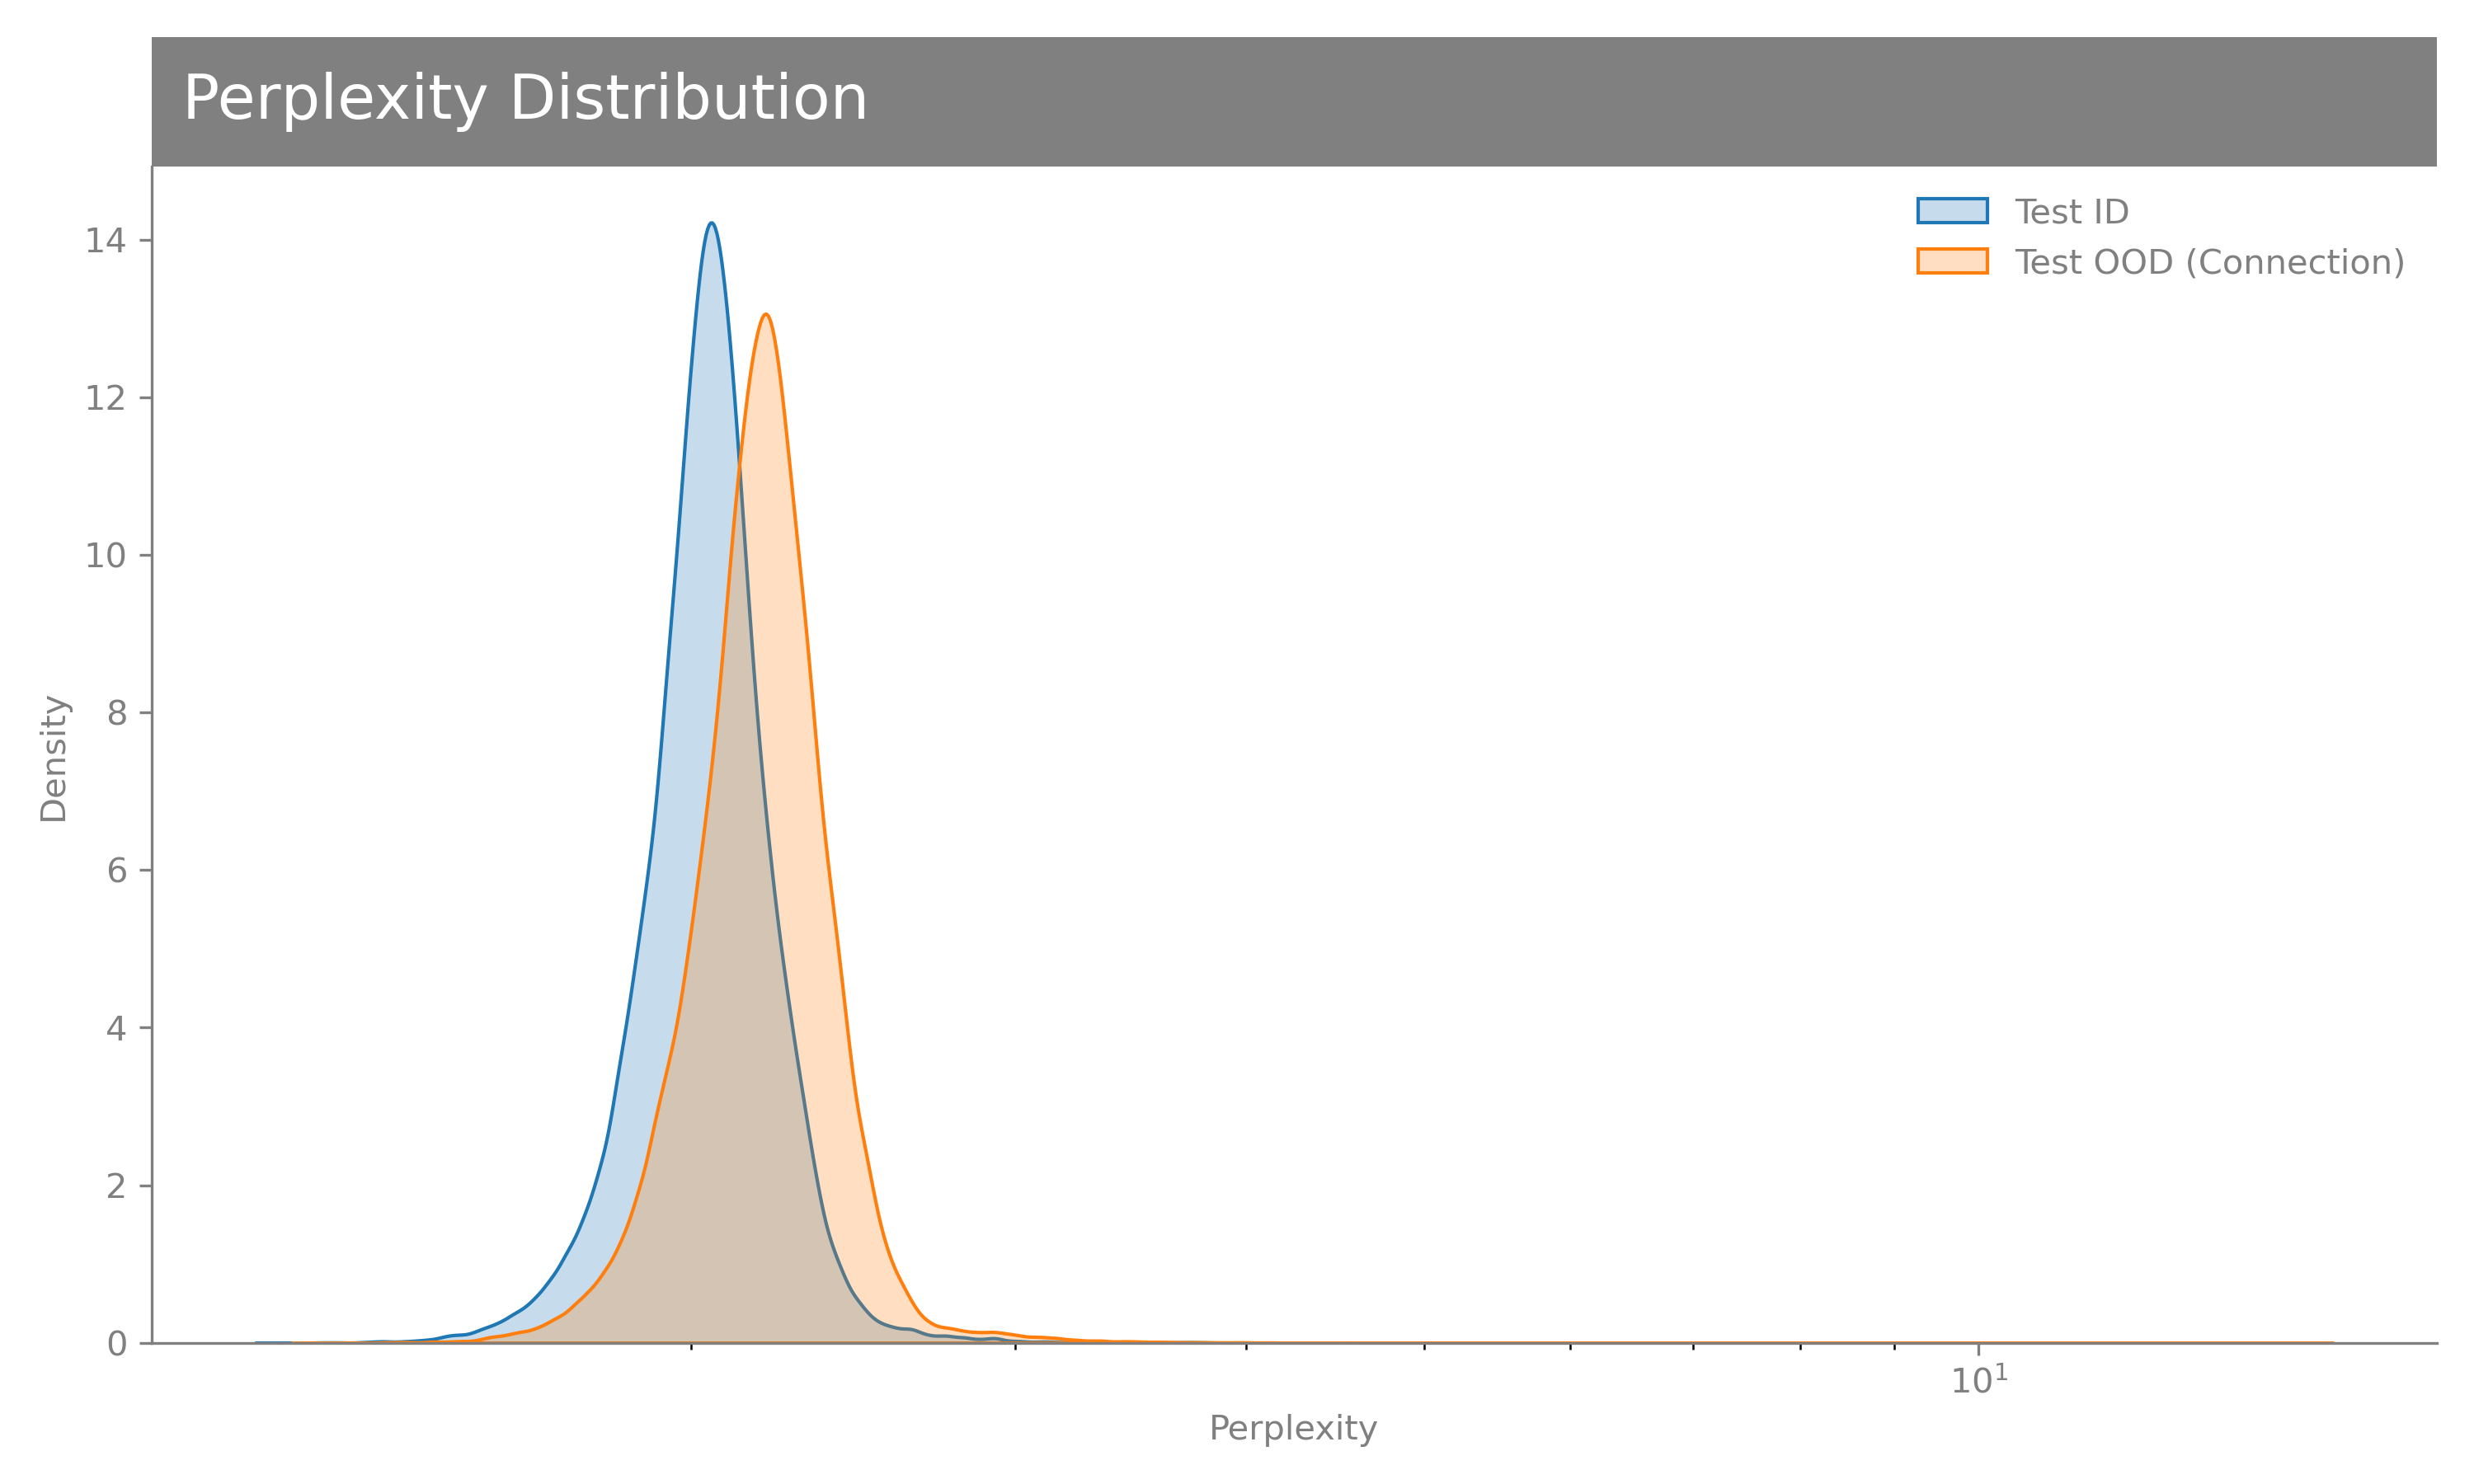 Perplexity Distribution
Test ID
Test OOD (Connection)
14
12
10
8
6
4
2
0
Density
10¹
Perplexity